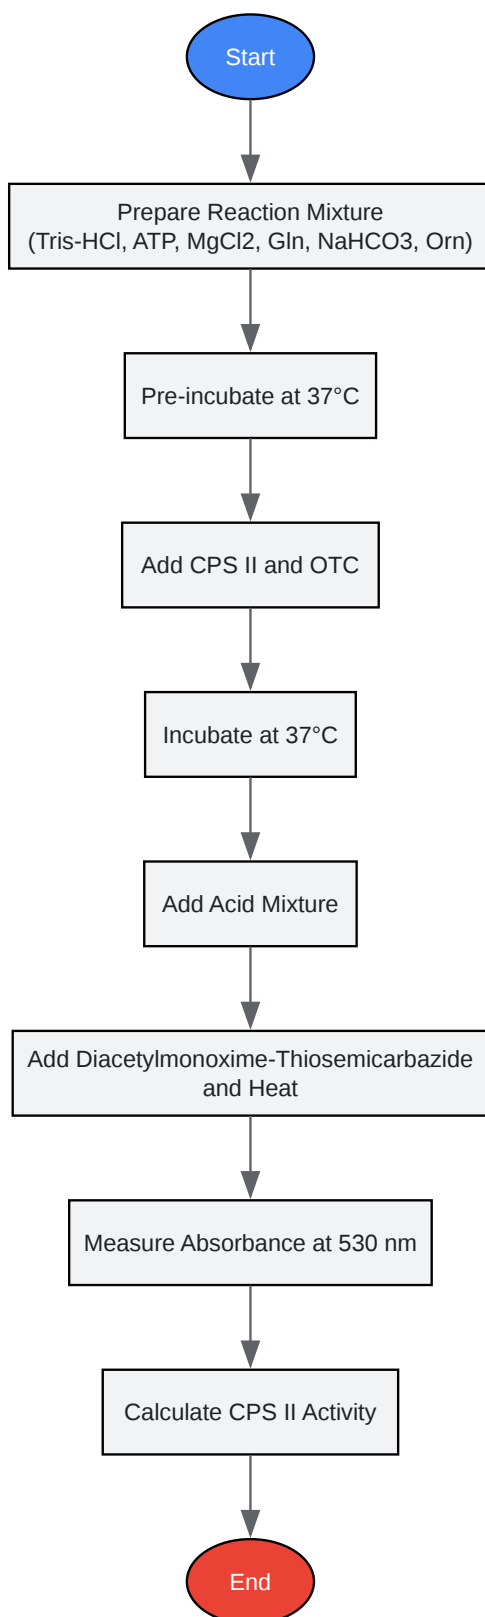 Start
Prepare Reaction Mixture
(Tris-HCl, ATP, MgCl2, Gln, NaHCO3, Orn)
Pre-incubate at 37°C
Add CPS II and OTC
Incubate at 37°C
Add Acid Mixture
Add Diacetylmonoxime-Thiosemicarbazide
and Heat
Measure Absorbance at 530 nm
Calculate CPS II Activity
End